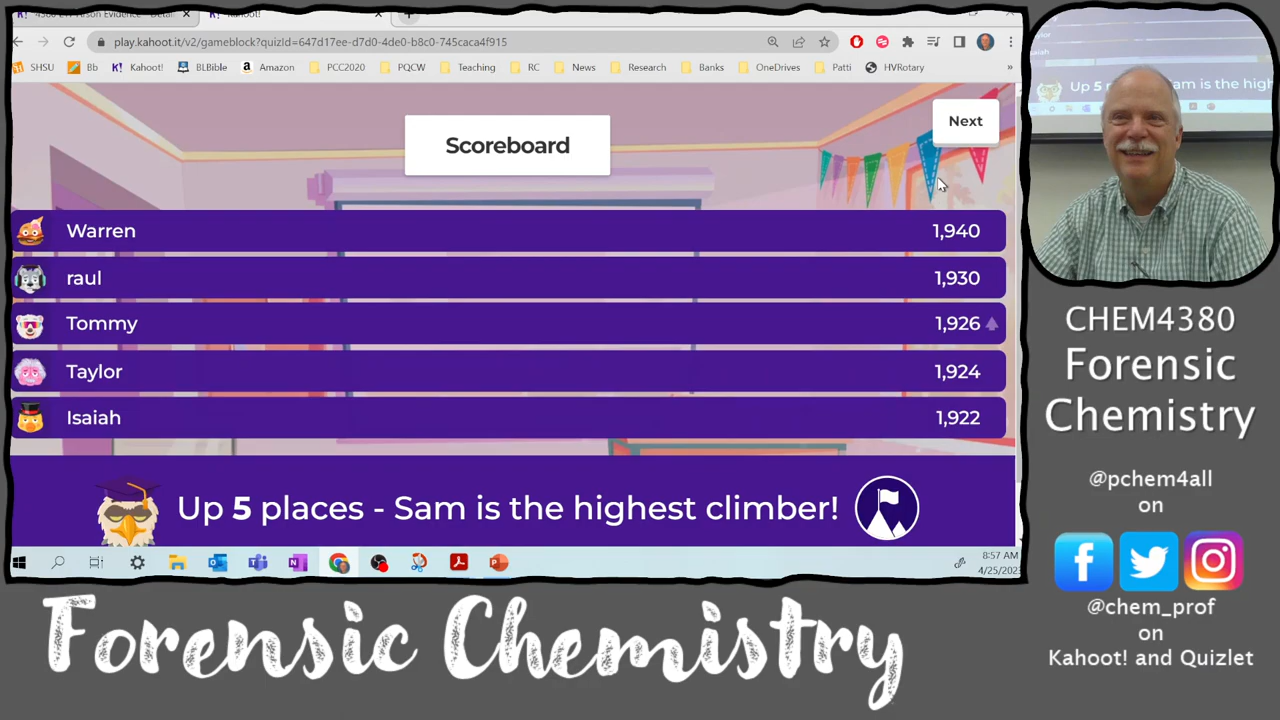 Kahoot!
play.kahoot.it/v2/gameblock?quizId=647d17ee-d7d0-4de0-b8c0-745caca4f915
SHSU Bb Kahoot! BLBible Amazon PCC2020 PQCW Teaching RC News Research Banks OneDrives Patti HVRotary »
Scoreboard
Next
Warren 1,940
raul 1,930
Tommy 1,926
Taylor 1,924
Isaiah 1,922
Up 5 places - Sam is the highest climber!
8:57 AM
4/25/2023
Forensic Chemistry
Isaiah
CHEM4380
Forensic
Chemistry
@pchem4all
on
@chem_prof
on
Kahoot! and Quizlet